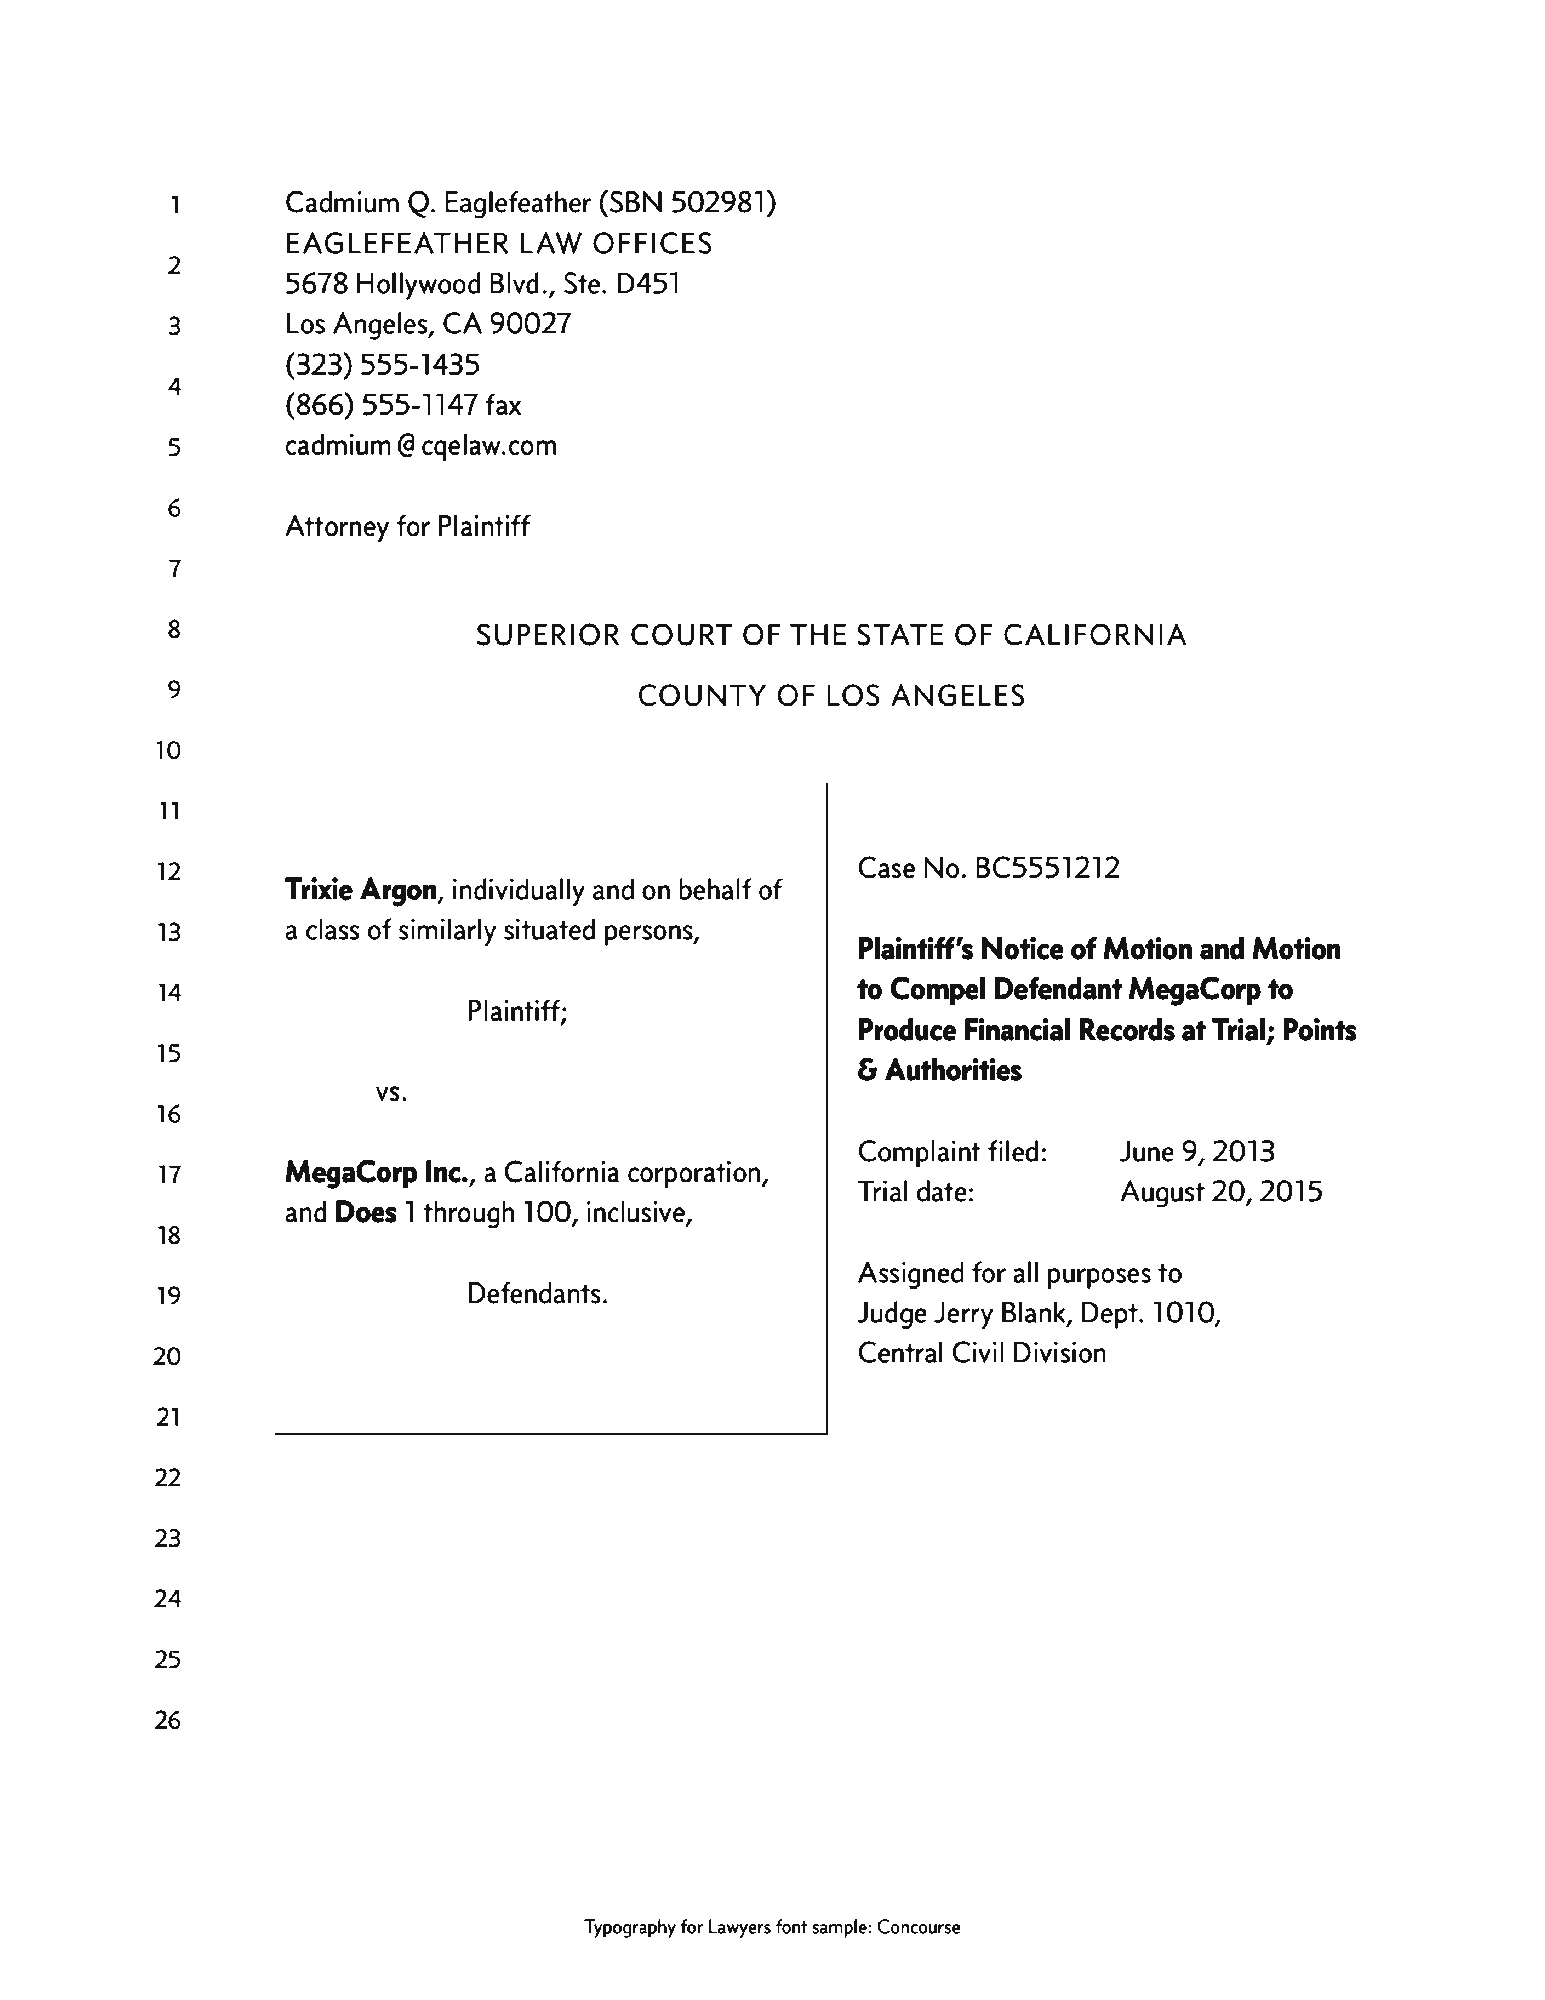 1
2
3
4
5
6
7
8
9
10
11
12
13
14
15
16
17
18
19
20
21
22
23
24
25
26
Cadmium Q. Eaglefeather (SBN 502981)
EAGLEFEATHER LAW OFFICES
5678 Hollywood Blvd., Ste. D451
Los Angeles, CA 90027
(323) 555-1435
(866) 555-1147 fax
cadmium @ cqelaw.com
Attorney for Plaintiff
SUPERIOR COURT OF THE STATE OF CALIFORNIA
COUNTY OF LOS ANGELES
Trixie Argon, individually and on behalf of
a class of similarly situated persons,
Plaintiff;
vs.
MegaCorp Inc., a California corporation,
and Does 1 through 100, inclusive,
Defendants.
Case No. BC5551212
Plaintiff’s Notice of Motion and Motion
to Compel Defendant MegaCorp to
Produce Financial Records at Trial; Points
& Authorities
Complaint filed: June 9, 2013
Trial date: August 20, 2015
Assigned for all purposes to
Judge Jerry Blank, Dept. 1010,
Central Civil Division
Typography for Lawyers font sample: Concourse